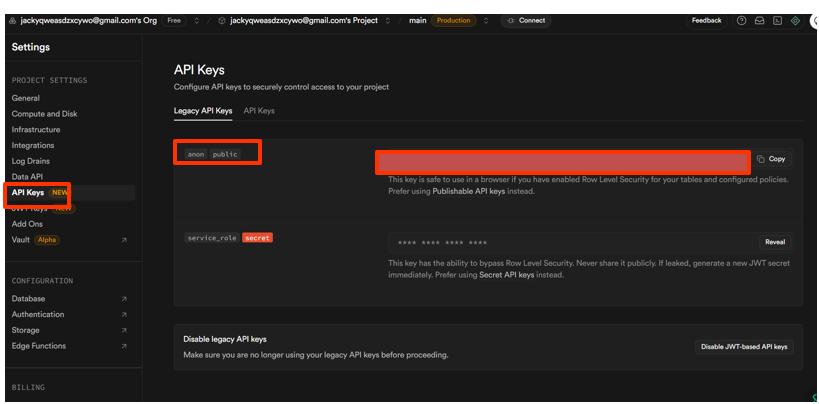 jackyqweasdzxcywo@gmail.com's Org Free / jackyqweasdzxcywo@gmail.com's Project / main Production Connect Feedback
Settings
PROJECT SETTINGS
General
Compute and Disk
Infrastructure
Integrations
Log Drains
Data API
API Keys NEW
JWT Keys NEW
Add Ons
Vault Alpha
CONFIGURATION
Database
Authentication
Storage
Edge Functions
BILLING
API Keys
Configure API keys to securely control access to your project
Legacy API Keys API Keys
anon public
Copy
This key is safe to use in a browser if you have enabled Row Level Security for your tables and configured policies.
Prefer using Publishable API keys instead.
service_role secret
**** **** **** ****
Reveal
This key has the ability to bypass Row Level Security. Never share it publicly. If leaked, generate a new JWT secret
immediately. Prefer using Secret API keys instead.
Disable legacy API keys
Make sure you are no longer using your legacy API keys before proceeding.
Disable JWT-based API keys